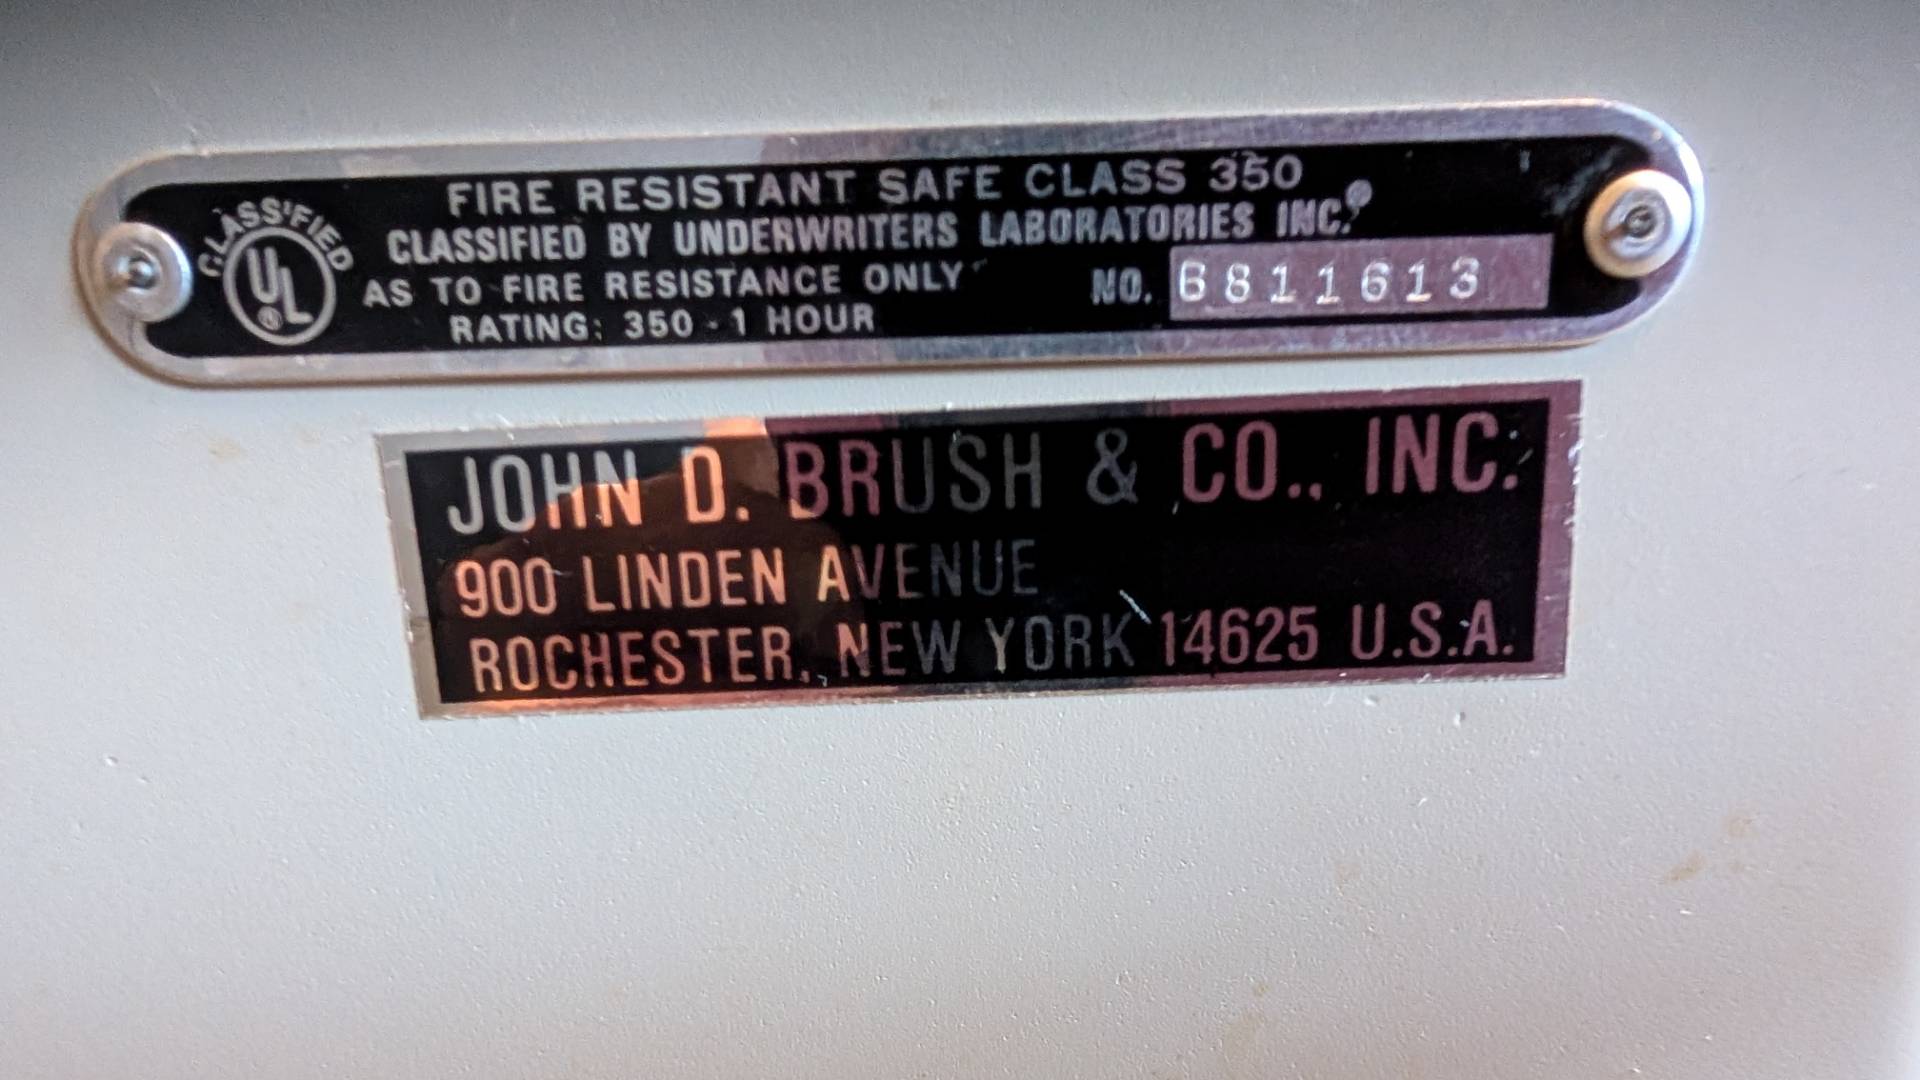 FIRE RESISTANT SAFE CLASS 350
CLASSIFIED BY UNDERWRITERS LABORATORIES INC.®
AS TO FIRE RESISTANCE ONLY
RATING: 350 - 1 HOUR
NO. B811613
CLASSIFIED
UL®
JOHN D. BRUSH & CO., INC.
900 LINDEN AVENUE
ROCHESTER, NEW YORK 14625 U.S.A.